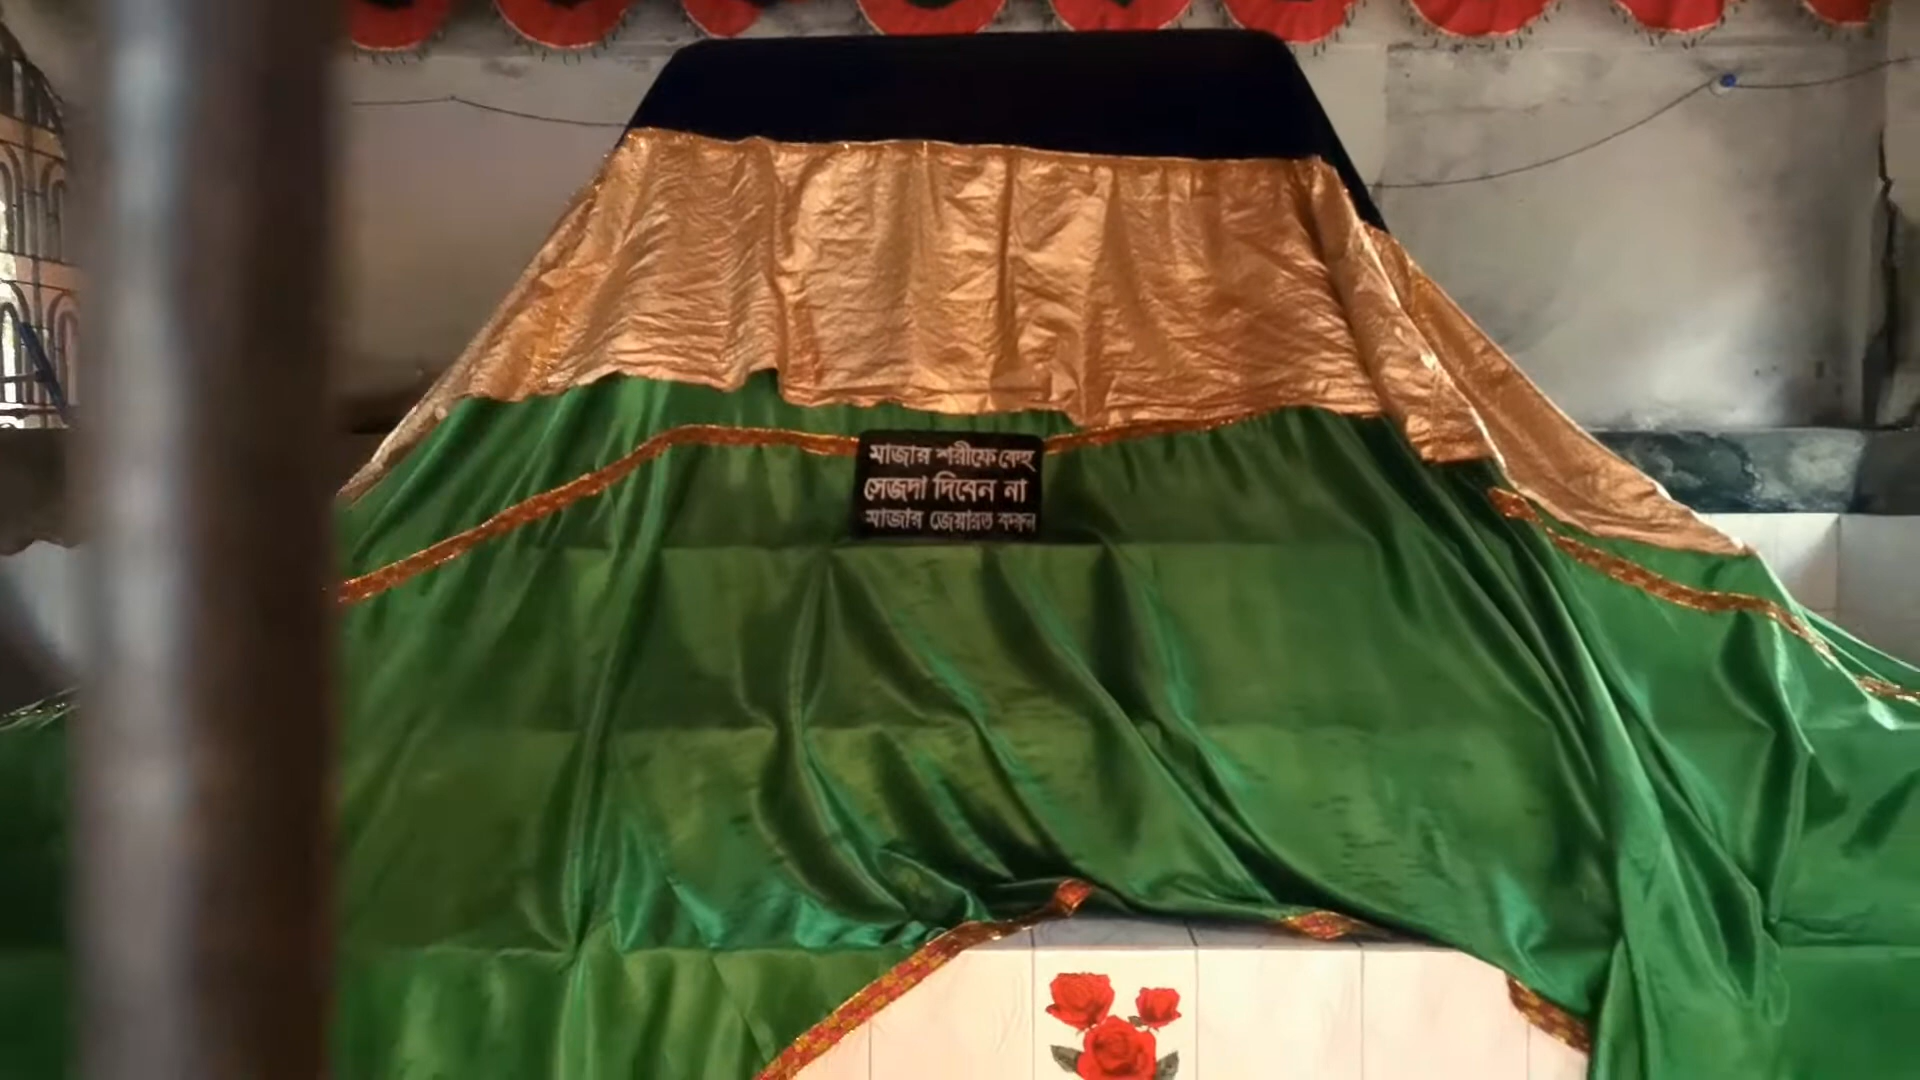 মাজার শরীফে কেহ
সেজদা দিবেন না
মাজার জেয়ারত করুন